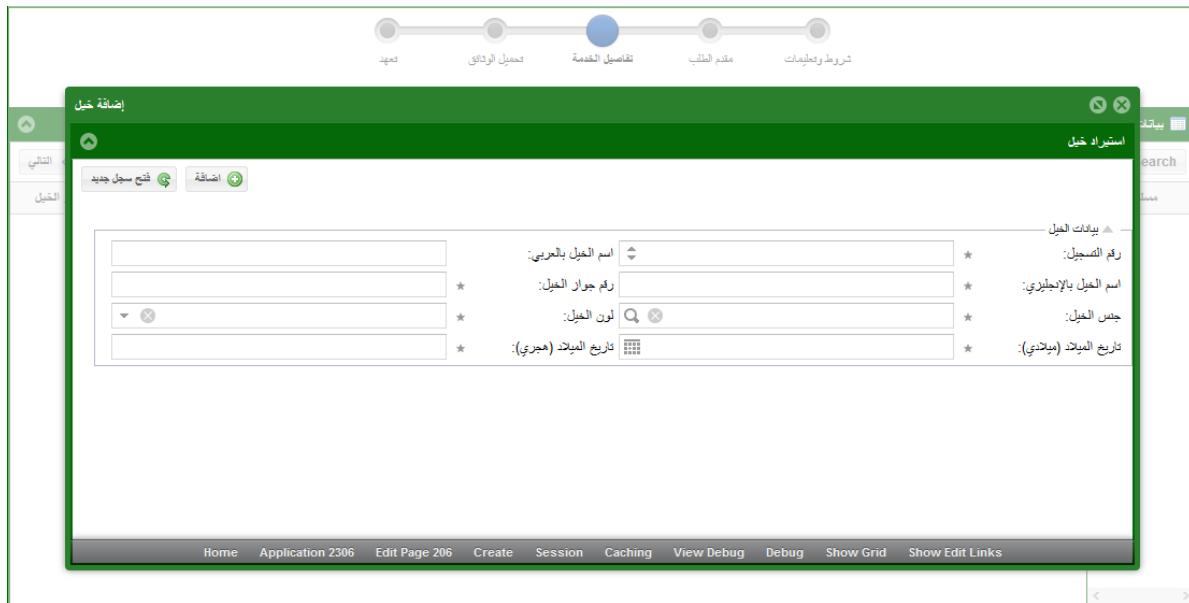 شروط وتعليمات
مقدم الطلب
تفاصيل الخدمة
تحميل الوثائق
تعهد
إضافة خيل
استيراد خيل
التالي
earch
اضافة
فتح سجل جديد
الخيل
بيانات الخيل
رقم التسجيل:
اسم الخيل بالعربي:
اسم الخيل بالإنجليزي:
رقم جواز الخيل:
جنس الخيل:
لون الخيل:
تاريخ الميلاد (ميلادي):
تاريخ الميلاد (هجري):
Home Application 2306 Edit Page 206 Create Session Caching View Debug Debug Show Grid Show Edit Links